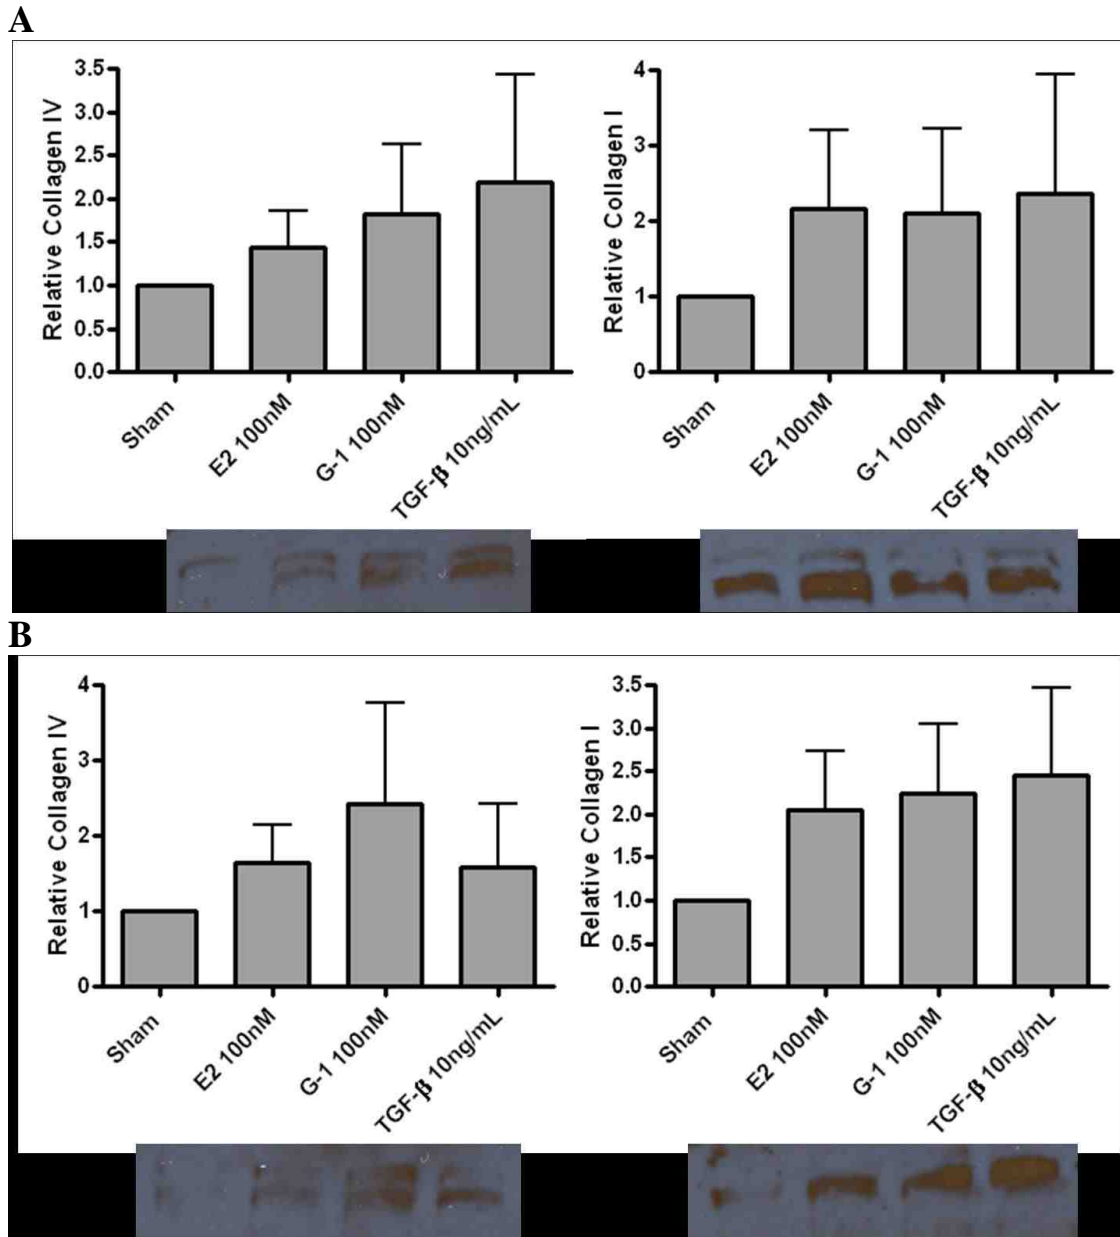 A
Relative Collagen IV
3.5
3.0
2.5
2.0
1.5
1.0
0.5
0.0
Sham
E2 100nM
G-1 100nM
TGF-β 10ng/mL
Relative Collagen I
4
3
2
1
0
Sham
E2 100nM
G-1 100nM
TGF-β 10ng/mL
B
Relative Collagen IV
4
3
2
1
0
Sham
E2 100nM
G-1 100nM
TGF-β 10ng/mL
Relative Collagen I
3.5
3.0
2.5
2.0
1.5
1.0
0.5
0.0
Sham
E2 100nM
G-1 100nM
TGF-β 10ng/mL